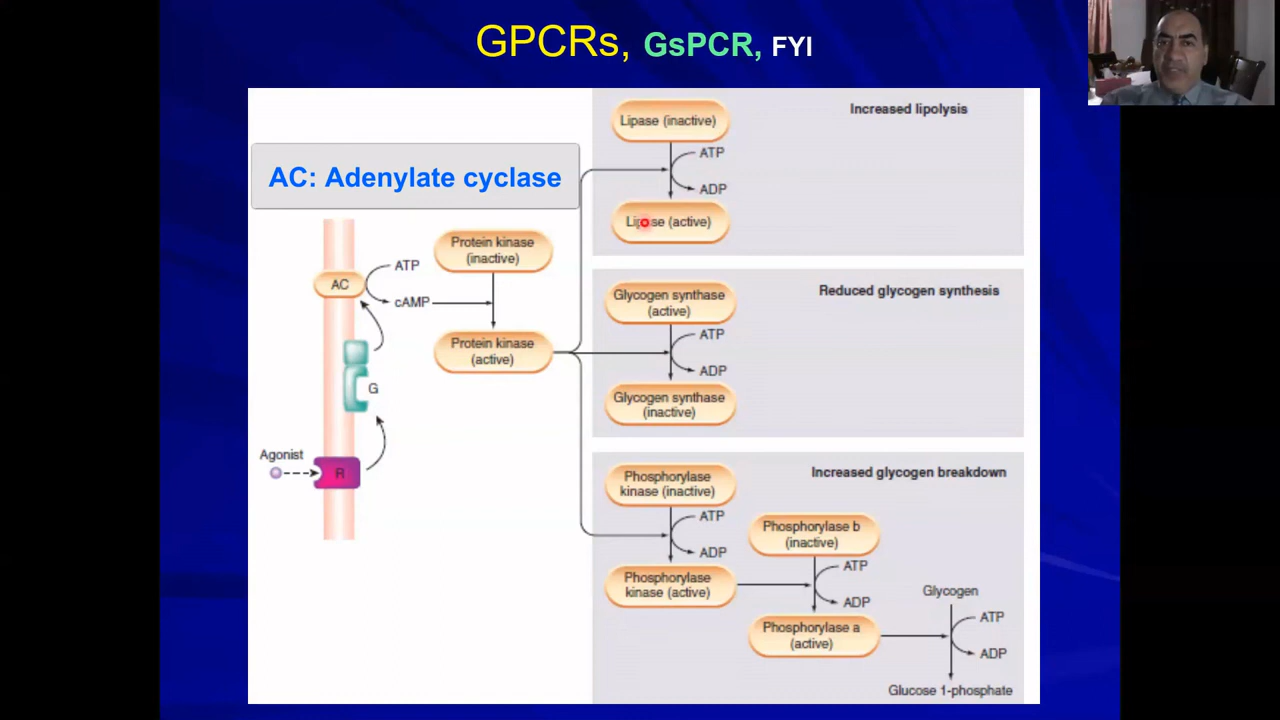 GPCRs, GsPCR, FYI
AC: Adenylate cyclase
Agonist
R
G
AC
ATP
cAMP
Protein kinase
(inactive)
Protein kinase
(active)
Increased lipolysis
Lipase (inactive)
ATP
ADP
Lipase (active)
Reduced glycogen synthesis
Glycogen synthase
(active)
ATP
ADP
Glycogen synthase
(inactive)
Increased glycogen breakdown
Phosphorylase
kinase (inactive)
ATP
ADP
Phosphorylase
kinase (active)
Phosphorylase b
(inactive)
ATP
ADP
Phosphorylase a
(active)
Glycogen
ATP
ADP
Glucose 1-phosphate